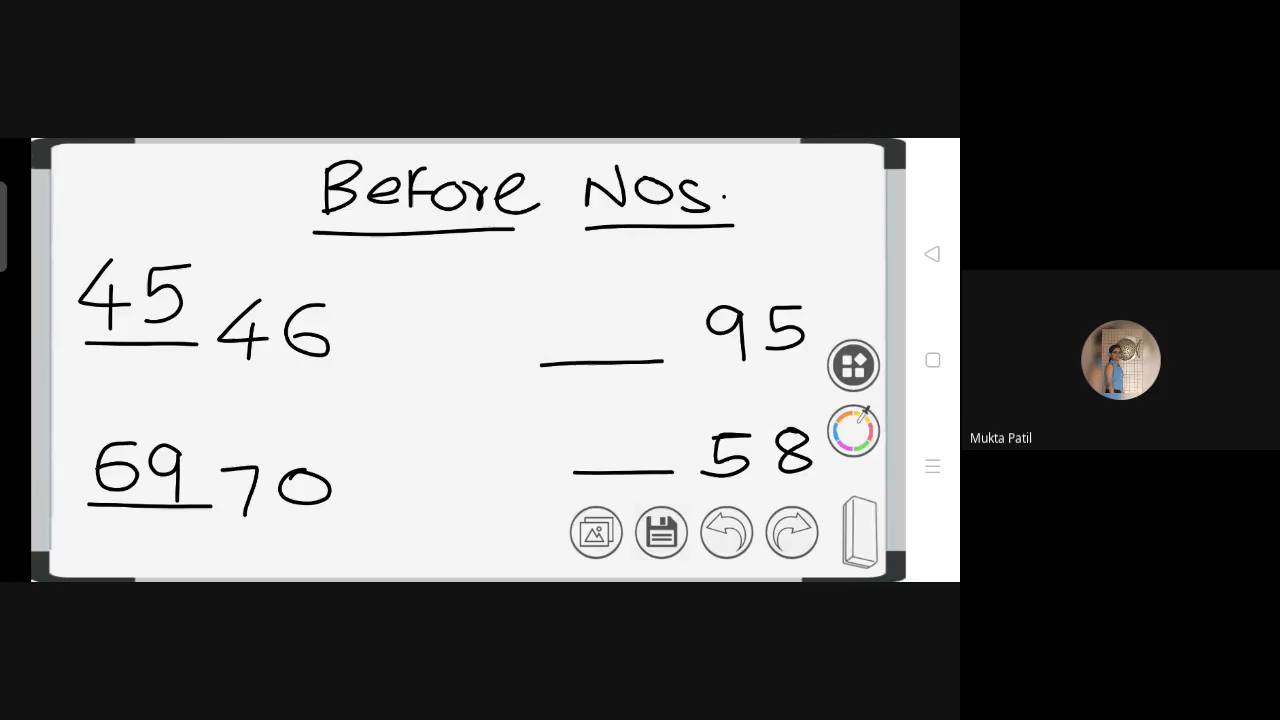 Before Nos.
45 46
___ 95
69 70
___ 58
Mukta Patil